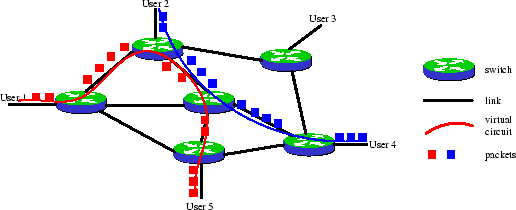 User 2
User 3
User 1
User 4
User 5
switch
link
virtual
circuit
packets